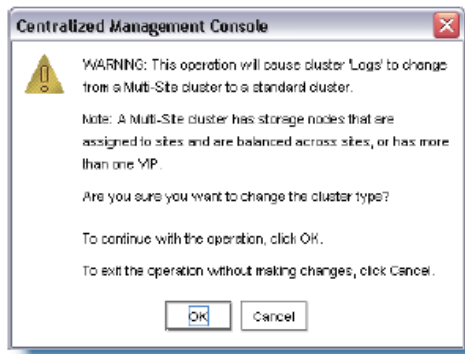 Centralized Management Console
WARNING: This operation will cause cluster 'Logs' to change
from a Multi-Site cluster to a standard cluster.
Note: A Multi-Site cluster has storage nodes that are
assigned to sites and are balanced across sites, or has more
than one VIP.
Are you sure you want to change the cluster type?
To continue with the operation, click OK.
To exit the operation without making changes, click Cancel.
OK
Cancel